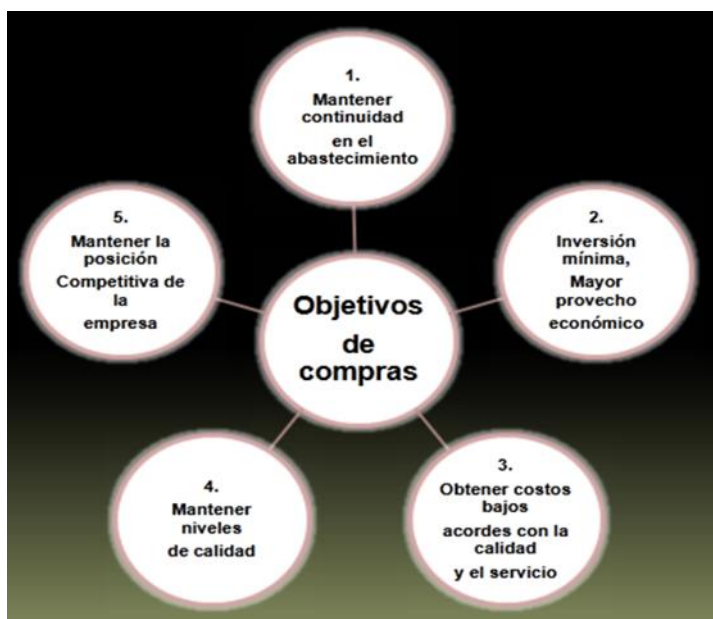 1.
Mantener
continuidad
en el
abastecimiento
2.
Inversión
mínima,
Mayor
provecho
económico
3.
Obtener costos
bajos
acordes con la
calidad
y el servicio
4.
Mantener
niveles
de calidad
5.
Mantener la
posición
Competitiva de
la
empresa
Objetivos
de
compras